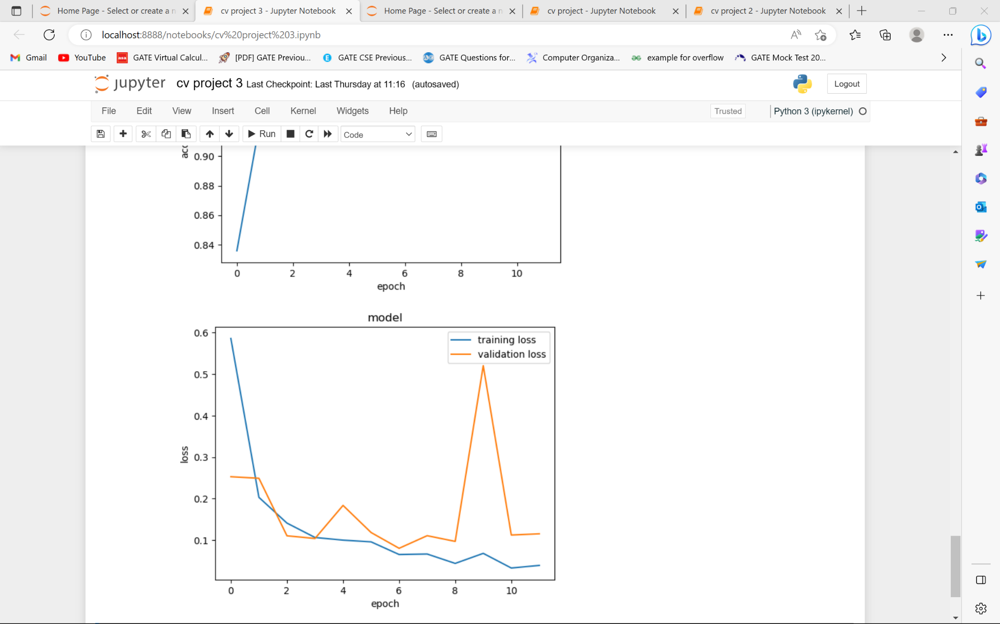 Home Page - Select or create a n
cv project 3 - Jupyter Notebook
Home Page - Select or create a n
cv project - Jupyter Notebook
cv project 2 - Jupyter Notebook
localhost:8888/notebooks/cv%20project%203.ipynb
Gmail
YouTube
GATE Virtual Calcul...
[PDF] GATE Previou...
GATE CSE Previous...
GATE Questions for...
Computer Organiza...
example for overflow
GATE Mock Test 20...
jupyter cv project 3 Last Checkpoint: Last Thursday at 11:16 (autosaved)
Logout
File Edit View Insert Cell Kernel Widgets Help
Trusted
Python 3 (ipykernel)
Run
Code
acc
0.90
0.88
0.86
0.84
0 2 4 6 8 10
epoch
model
training loss
validation loss
0.6
0.5
0.4
0.3
0.2
0.1
loss
0 2 4 6 8 10
epoch